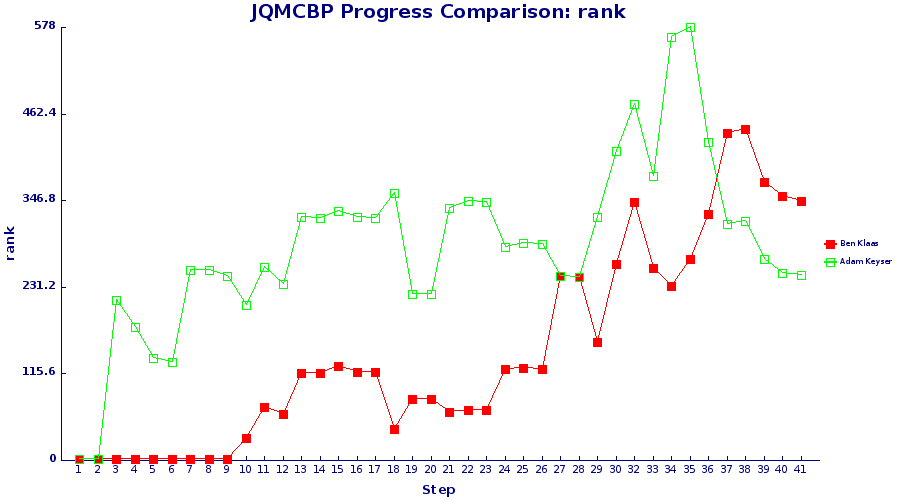 JQMCBP Progress Comparison: rank
578
462.4
346.8
231.2
115.6
0
rank
1 2 3 4 5 6 7 8 9 10 11 12 13 14 15 16 17 18 19 20 21 22 23 24 25 26 27 28 29 30 32 33 34 35 36 37 38 39 40 41
Step
Ben Klaas
Adam Keyser